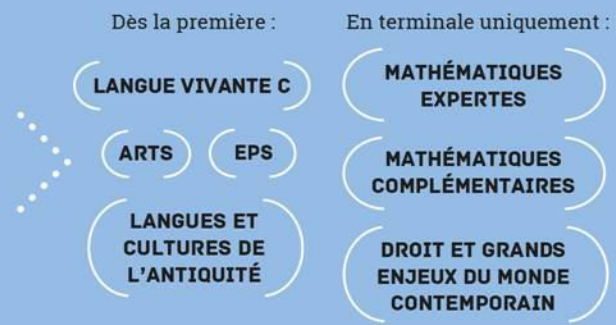 Dès la première :
LANGUE VIVANTE C
ARTS
EPS
LANGUES ET
CULTURES DE
L'ANTIQUITÉ
En terminale uniquement :
MATHÉMATIQUES
EXPERTES
MATHÉMATIQUES
COMPLÉMENTAIRES
DROIT ET GRANDS
ENJEUX DU MONDE
CONTEMPORAIN